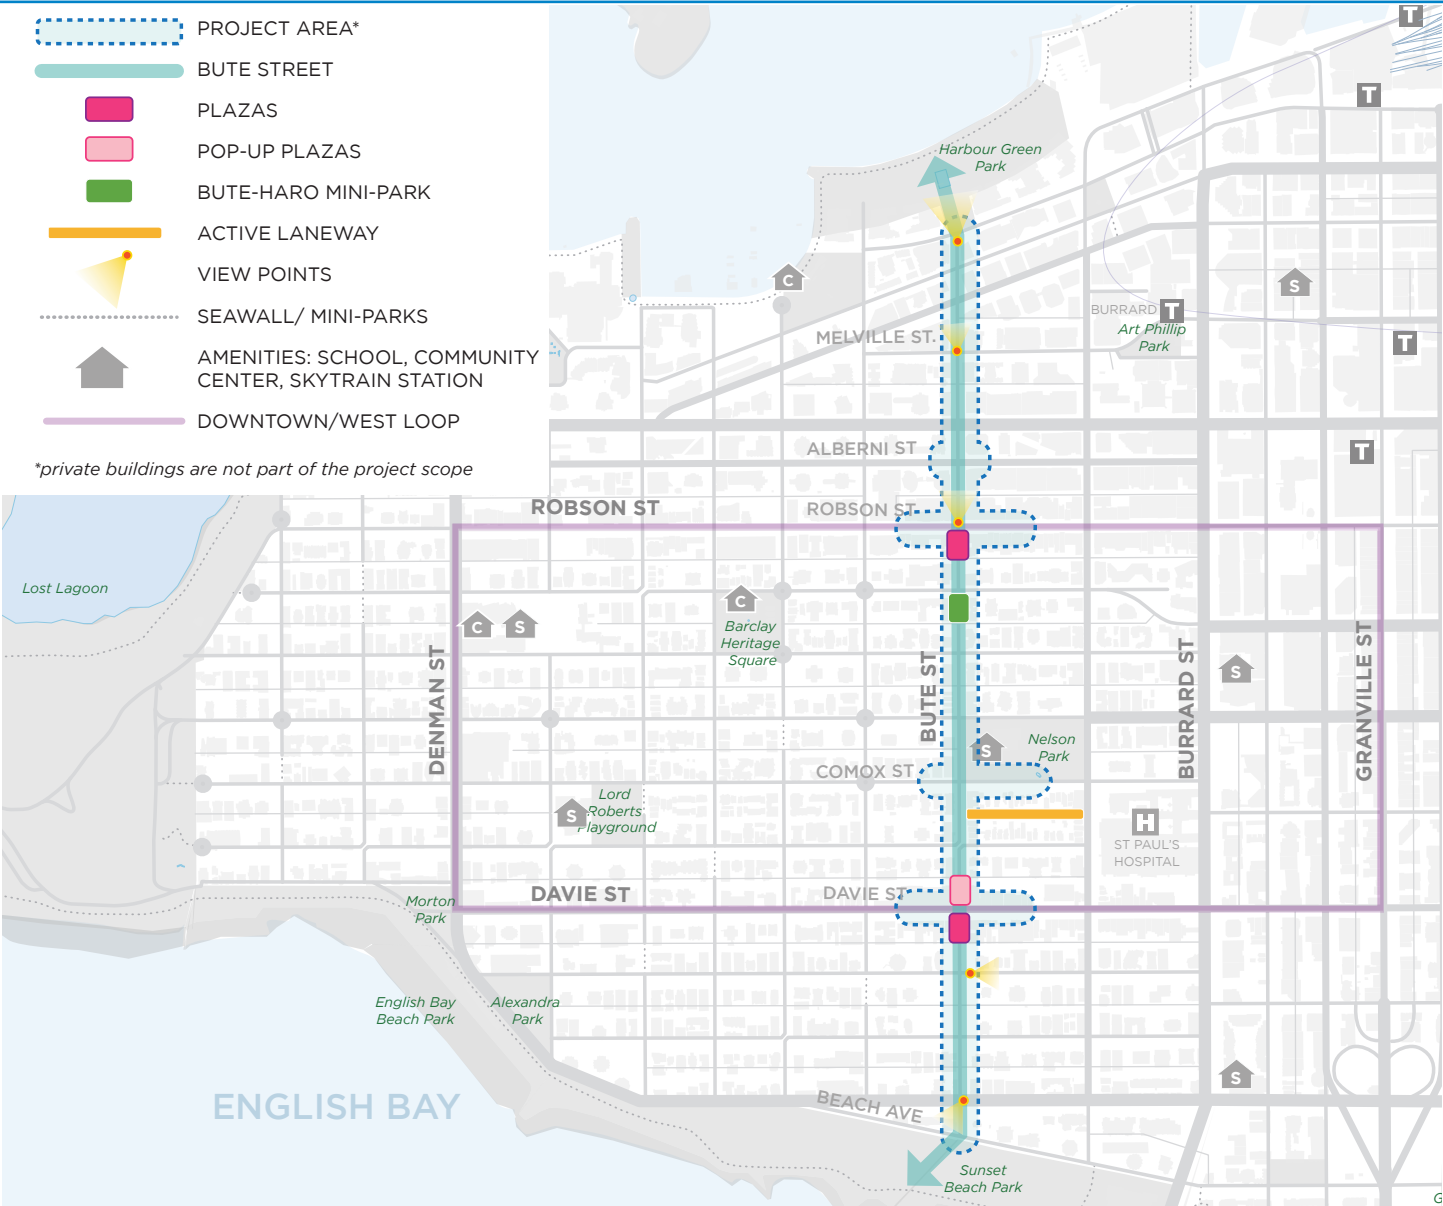 PROJECT AREA*
BUTE STREET
PLAZAS
POP-UP PLAZAS
BUTE-HARO MINI-PARK
ACTIVE LANEWAY
VIEW POINTS
SEAWALL/ MINI-PARKS
AMENITIES: SCHOOL, COMMUNITY
CENTER, SKYTRAIN STATION
DOWNTOWN/WEST LOOP
*private buildings are not part of the project scope
T
T
Harbour Green
Park
C
S
BURRARD T
Art Phillip
Park
T
MELVILLE ST.
ALBERNI ST
T
ROBSON ST
ROBSON ST
Lost Lagoon
C
S
C
Barclay
Heritage
Square
DENMAN ST
BUTE ST
BURRARD ST
GRANVILLE ST
S
S
Nelson
Park
COMOX ST
S
Lord
Roberts
Playground
H
ST PAUL'S
HOSPITAL
DAVIE ST
DAVIE ST
Morton
Park
English Bay
Beach Park
Alexandra
Park
S
ENGLISH BAY
BEACH AVE
Sunset
Beach Park
G